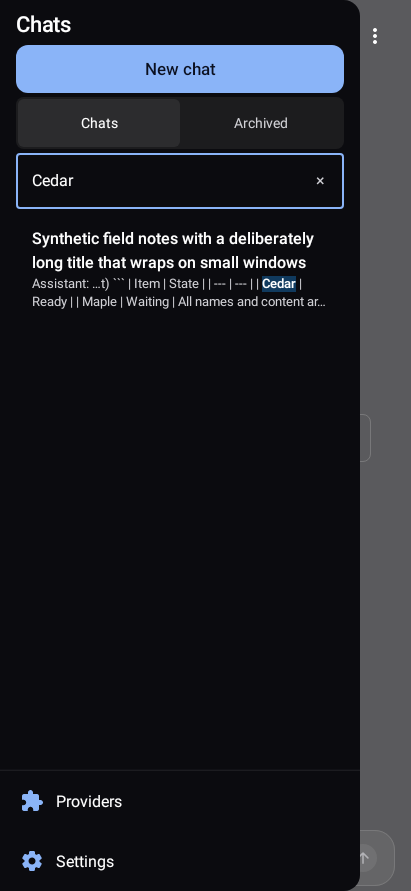 Chats
New chat
Chats
Archived
Cedar
Synthetic field notes with a deliberately
long title that wraps on small windows
Assistant: …t) ``` | Item | State | | --- | --- | | Cedar |
Ready | | Maple | Waiting | All names and content ar…
Providers
Settings